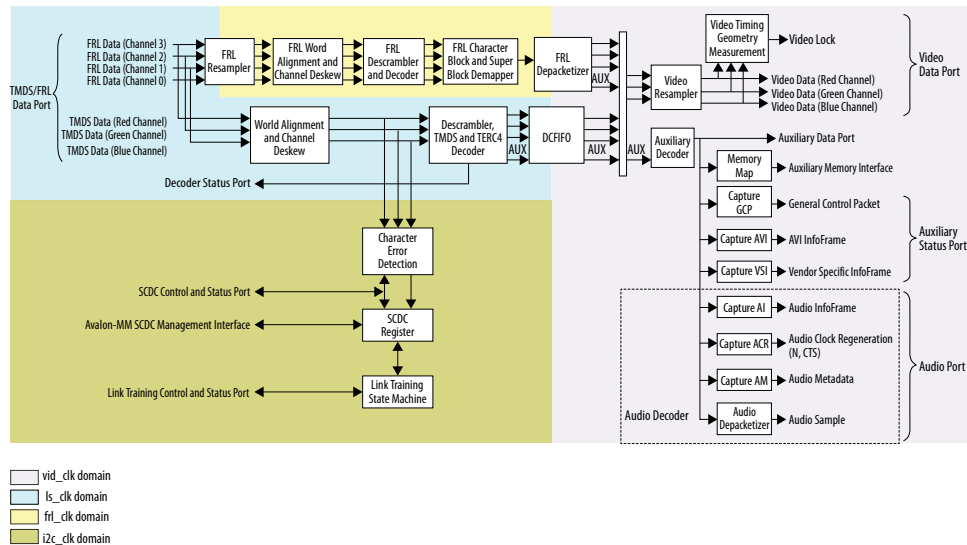 TMDS/FRL
Data Port
FRL Data (Channel 3)
FRL Data (Channel 2)
FRL Data (Channel 1)
FRL Data (Channel 0)
TMDS Data (Red Channel)
TMDS Data (Green Channel)
TMDS Data (Blue Channel)
FRL
Resampler
FRL Word
Alignment and
Channel Deskew
FRL
Descrambler
and Decoder
FRL Character
Block and Super
Block Demapper
FRL
Depacketizer
AUX
Video
Resampler
Video Timing
Geometry
Measurement
Video Lock
Video Data (Red Channel)
Video Data (Green Channel)
Video Data (Blue Channel)
Video
Data Port
World Alignment
and Channel
Deskew
Descrambler,
TMDS and TERC4
Decoder
AUX
DCFIFO
AUX
AUX
Auxiliary
Decoder
Auxiliary Data Port
Decoder Status Port
Memory
Map
Auxiliary Memory Interface
Capture
GCP
General Control Packet
Capture AVI
AVI InfoFrame
Capture VSI
Vendor Specific InfoFrame
Auxiliary
Status Port
Character
Error
Detection
SCDC Control and Status Port
Avalon-MM SCDC Management Interface
SCDC
Register
Link Training Control and Status Port
Link Training
State Machine
Capture AI
Audio InfoFrame
Capture ACR
Audio Clock Regeneration
(N, CTS)
Capture AM
Audio Metadata
Audio
Depacketizer
Audio Sample
Audio Decoder
Audio Port
vid_clk domain
ls_clk domain
frl_clk domain
i2c_clk domain